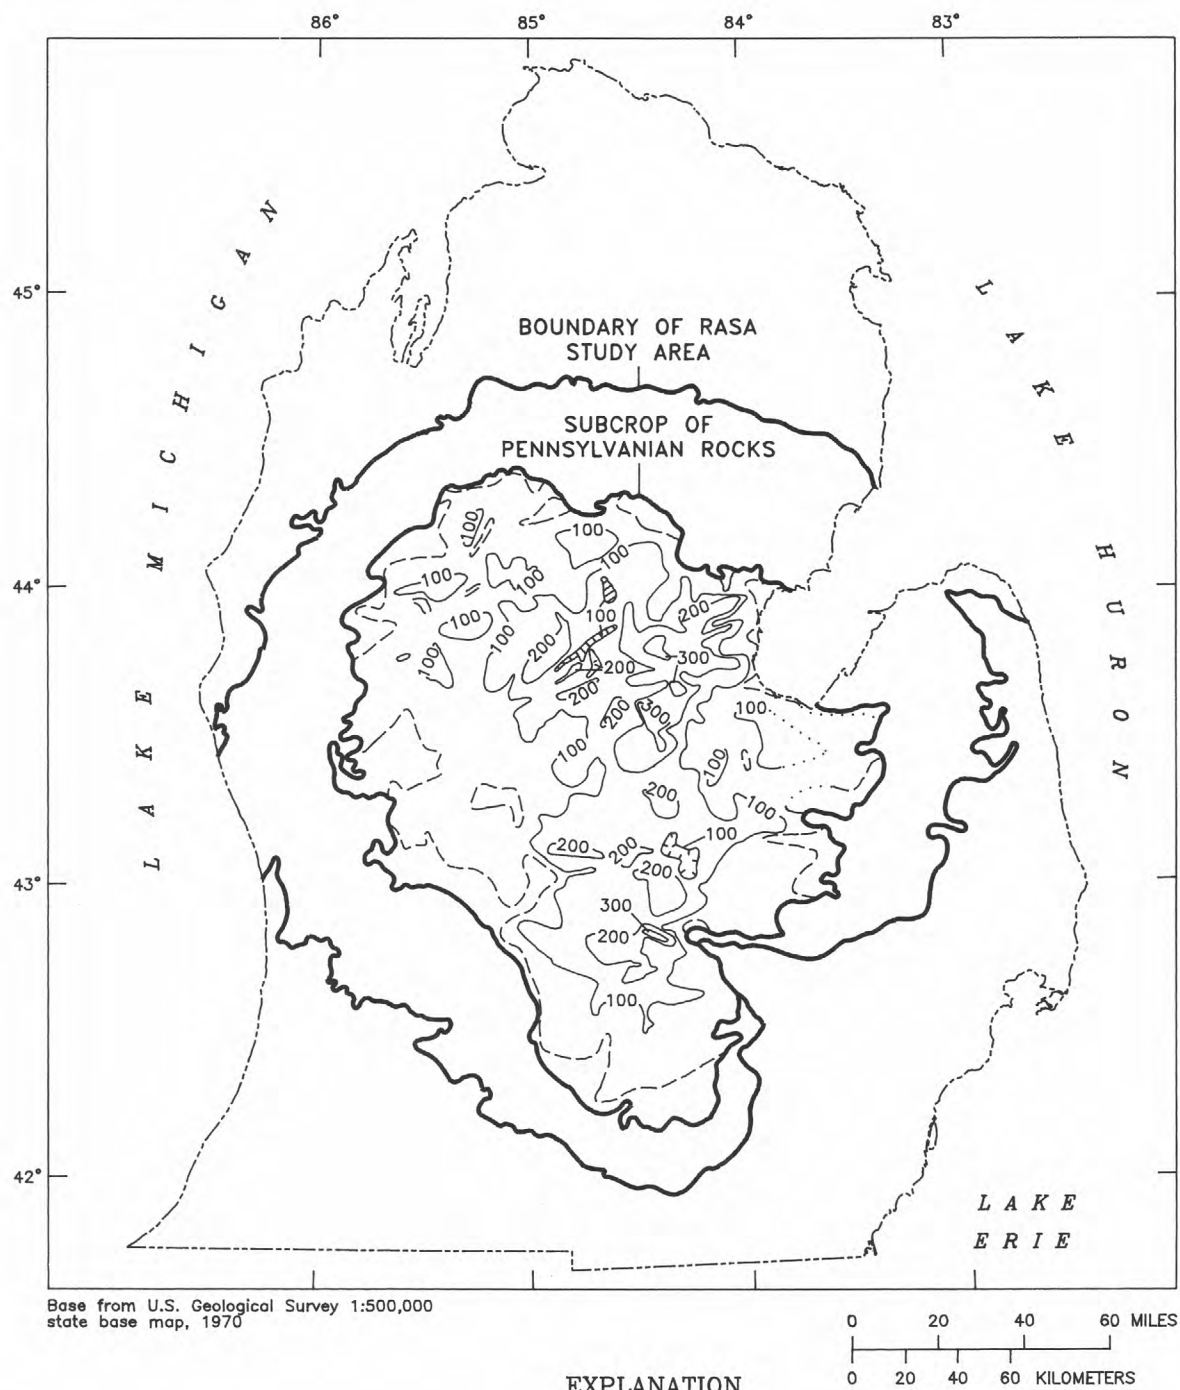 86° 85° 84° 83°
LAKE MICHIGAN
LAKE HURON
45°
BOUNDARY OF RASA
STUDY AREA
SUBCROP OF
PENNSYLVANIAN ROCKS
100
100
100
44°
100
100
200
100
100
100
200
300
100
200
200
200
300
100
100
100
200
100
100
200
200
200
43°
300
200
100
42°
LAKE
ERIE
Base from U.S. Geological Survey 1:500,000
state base map, 1970
0 20 40 60 MILES
0 20 40 60 KILOMETERS
EXPLANATION